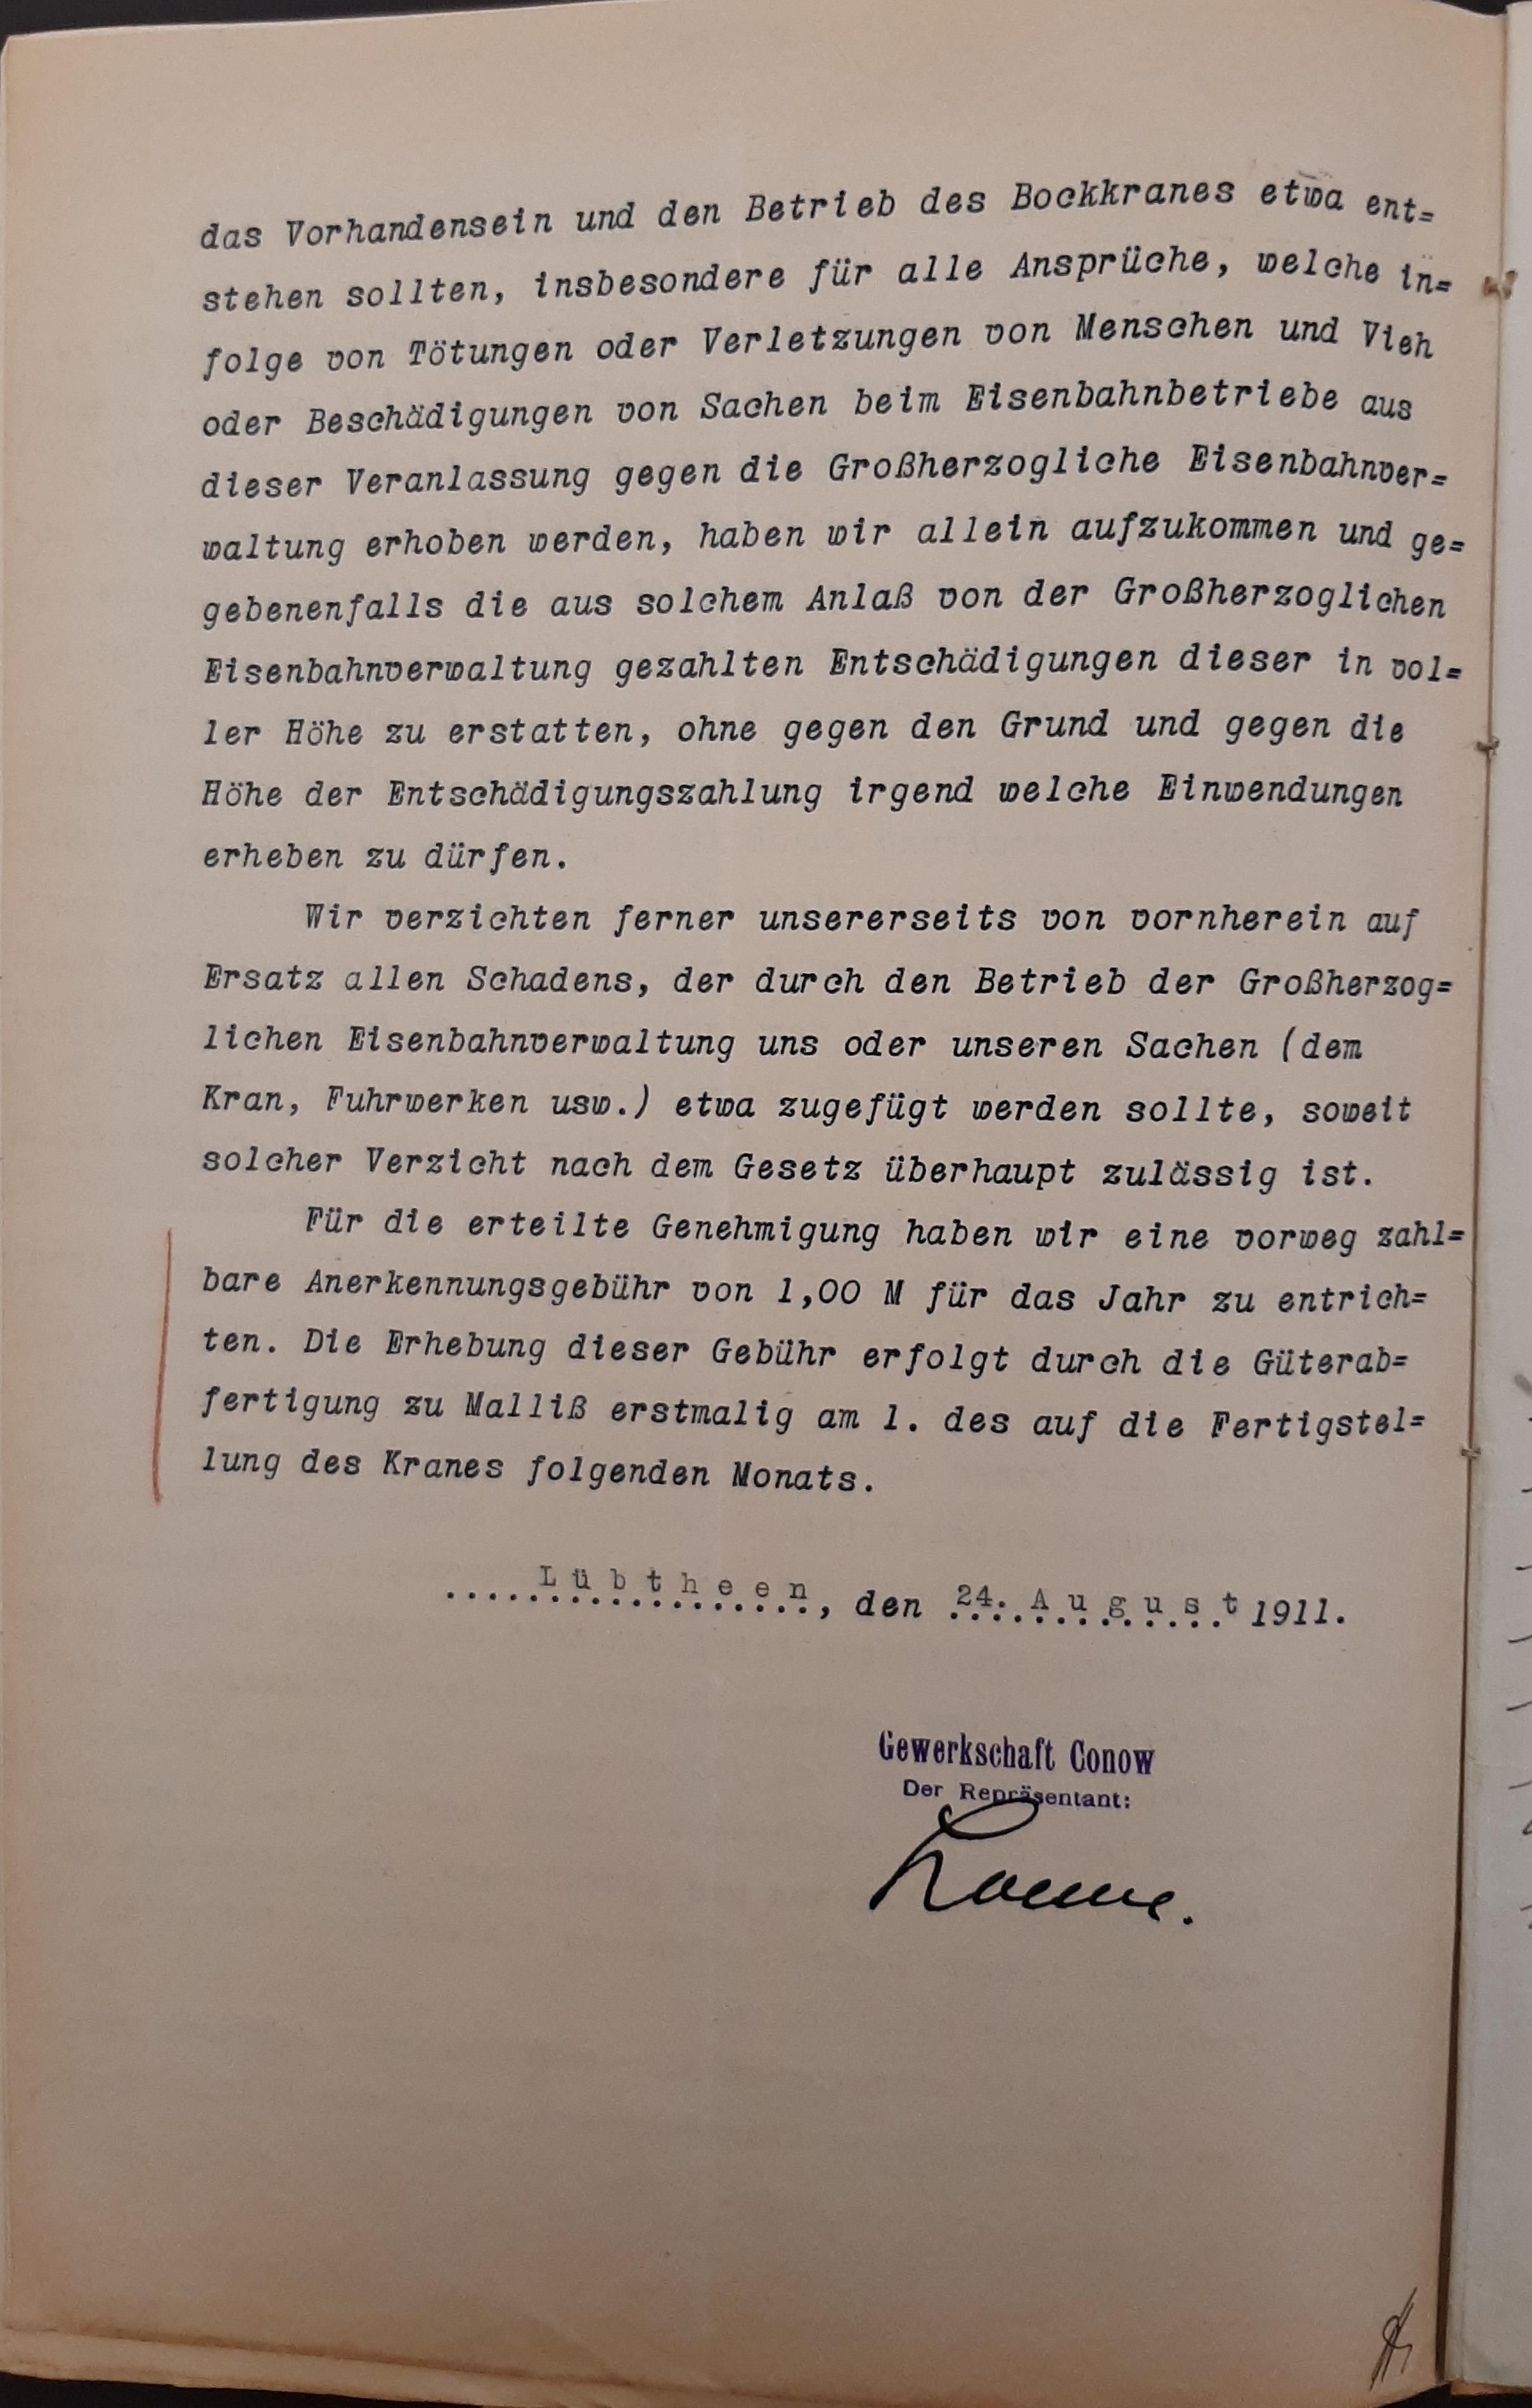 das Vorhandensein und den Betrieb des Bockkranes etwa ent=
stehen sollten, insbesondere für alle Ansprüche, welche in=
folge von Tötungen oder Verletzungen von Menschen und Vieh
oder Beschädigungen von Sachen beim Eisenbahnbetriebe aus
dieser Veranlassung gegen die Großherzogliche Eisenbahnver=
waltung erhoben werden, haben wir allein aufzukommen und ge=
gebenenfalls die aus solchem Anlaß von der Großherzoglichen
Eisenbahnverwaltung gezahlten Entschädigungen dieser in vol=
ler Höhe zu erstatten, ohne gegen den Grund und gegen die
Höhe der Entschädigungszahlung irgend welche Einwendungen
erheben zu dürfen.
Wir verzichten ferner unsererseits von vornherein auf
Ersatz allen Schadens, der durch den Betrieb der Großherzog=
lichen Eisenbahnverwaltung uns oder unseren Sachen (dem
Kran, Fuhrwerken usw.) etwa zugefügt werden sollte, soweit
solcher Verzicht nach dem Gesetz überhaupt zulässig ist.
Für die erteilte Genehmigung haben wir eine vorweg zahl=
bare Anerkennungsgebühr von 1,00 M für das Jahr zu entrich=
ten. Die Erhebung dieser Gebühr erfolgt durch die Güterab=
fertigung zu Malliß erstmalig am 1. des auf die Fertigstel=
lung des Kranes folgenden Monats.
Lübtheen, den 24. August 1911.
Gewerkschaft Conow
Der Repräsentant: